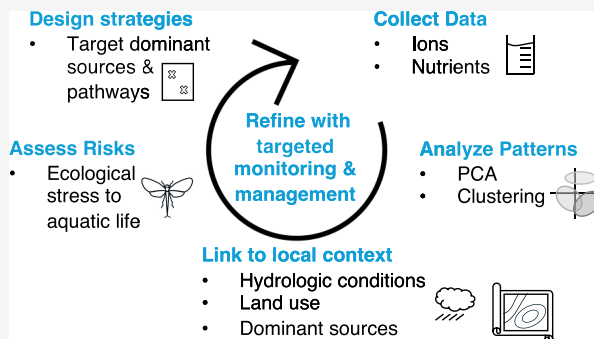 Design strategies
• Target dominant
sources &
pathways
Collect Data
• Ions
• Nutrients
Refine with
targeted
monitoring &
management
Assess Risks
• Ecological
stress to
aquatic life
Analyze Patterns
• PCA
• Clustering
Link to local context
• Hydrologic conditions
• Land use
• Dominant sources